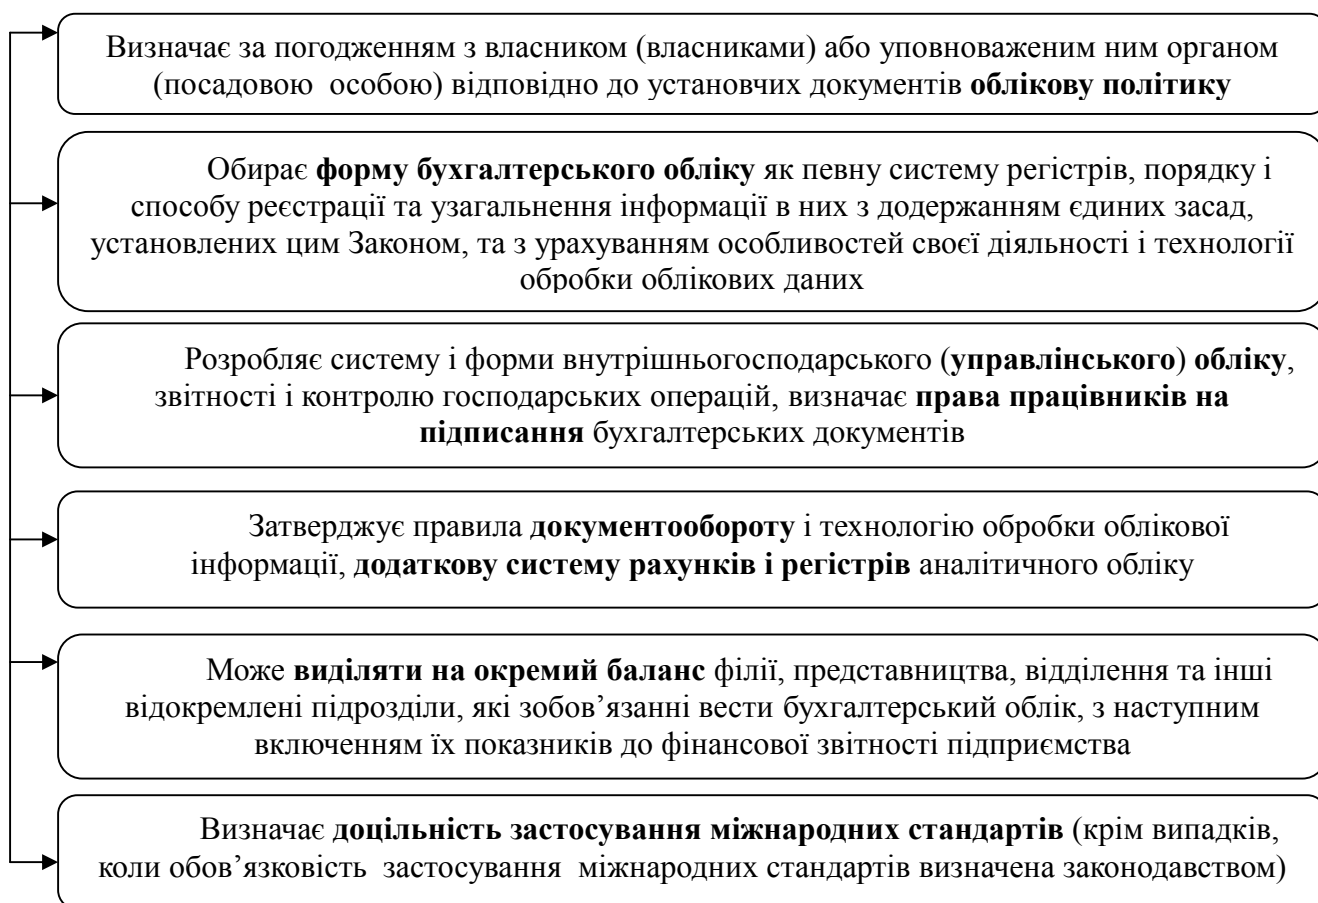 Визначає за погодженням з власником (власниками) або уповноваженим ним органом
(посадовою особою) відповідно до установчих документів облікову політику
Обирає форму бухгалтерського обліку як певну систему регістрів, порядку і
способу реєстрації та узагальнення інформації в них з додержанням єдиних засад,
установлених цим Законом, та з урахуванням особливостей своєї діяльності і технології
обробки облікових даних
Розробляє систему і форми внутрішньогосподарського (управлінського) обліку,
звітності і контролю господарських операцій, визначає права працівників на
підписання бухгалтерських документів
Затверджує правила документообороту і технологію обробки облікової
інформації, додаткову систему рахунків і регістрів аналітичного обліку
Може виділяти на окремий баланс філії, представництва, відділення та інші
відокремлені підрозділи, які зобов’язанні вести бухгалтерський облік, з наступним
включенням їх показників до фінансової звітності підприємства
Визначає доцільність застосування міжнародних стандартів (крім випадків,
коли обов’язковість застосування міжнародних стандартів визначена законодавством)